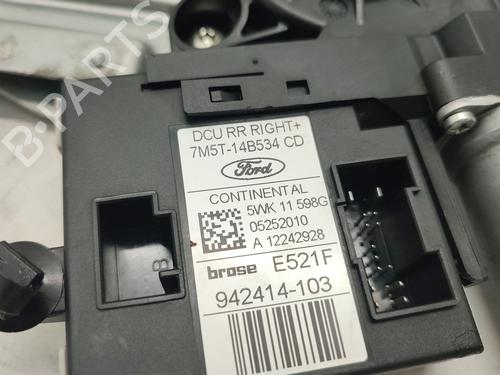 DCU RR RIGHT+
7M5T-14B534 CD
Ford
CONTINENTAL
5WK 11 598G
05252010
A 12242928
brose E521F
942414-103
B-PARTS